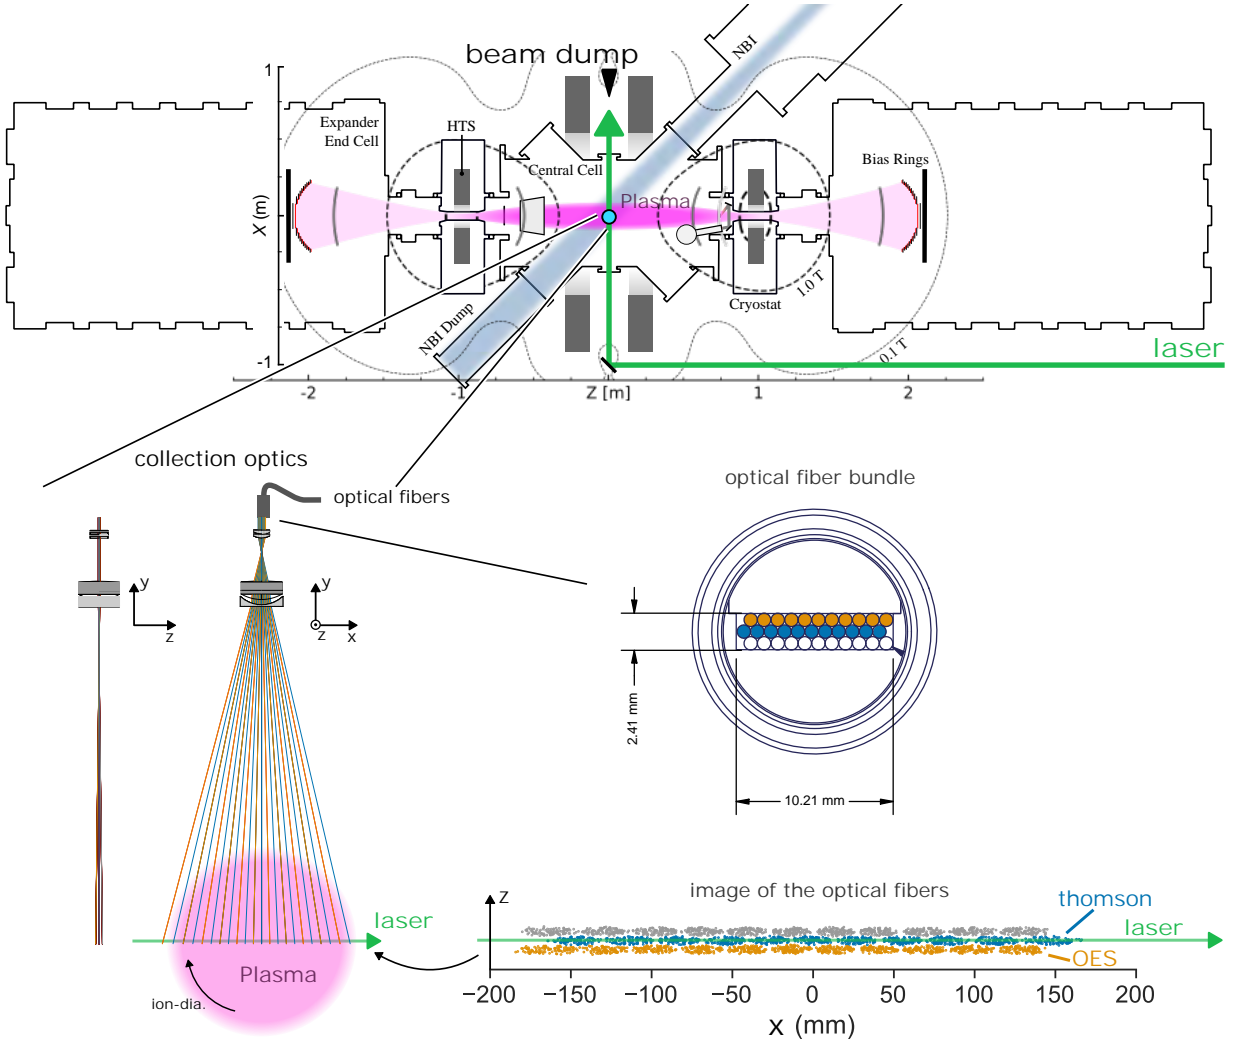 beam dump
NBI
1
Expander
End Cell
HTS
Central Cell
Bias Rings
Plasma
X (m)
NBI Dump
Cryostat
1.0 T
0.1 T
-1
laser
-2
-1
Z [m]
1
2
collection optics
optical fibers
optical fiber bundle
y
z
y
z
x
2.41 mm
10.21 mm
laser
Plasma
ion-dia.
image of the optical fibers
z
thomson
laser
OES
−200
−150
−100
−50
0
50
100
150
200
x (mm)